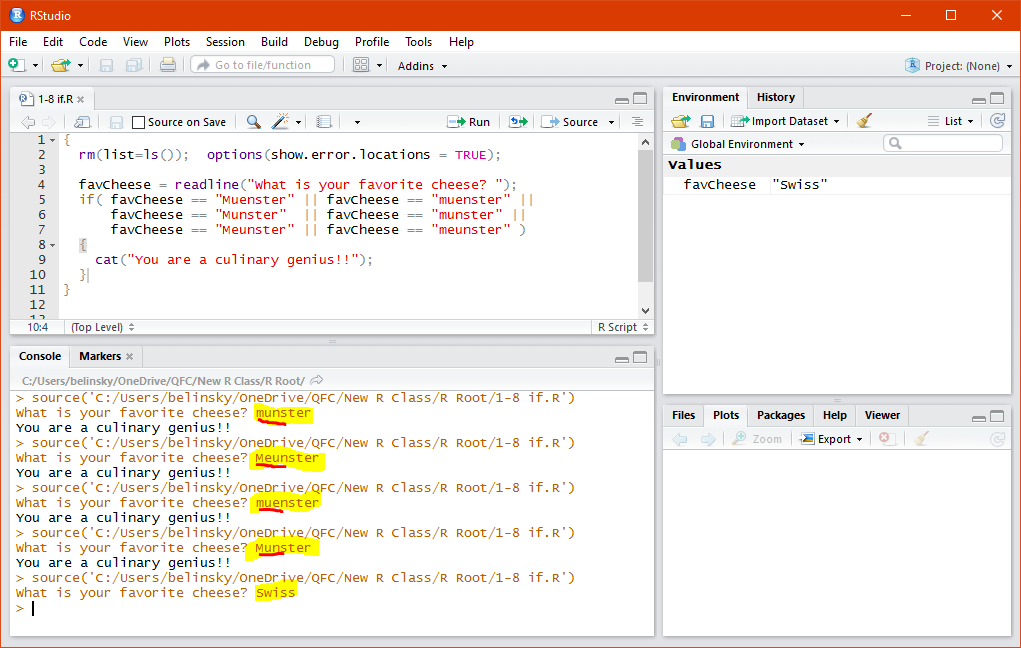 RStudio
File Edit Code View Plots Session Build Debug Profile Tools Help
Go to file/function Addins Project: (None)
1-8 if.R
Source on Save Run Source
1 {
2 rm(list=ls()); options(show.error.locations = TRUE);
3
4 favCheese = readline("What is your favorite cheese? ");
5 if( favCheese == "Muenster" || favCheese == "muenster" ||
6 favCheese == "Munster" || favCheese == "munster" ||
7 favCheese == "Meunster" || favCheese == "meunster" )
8 {
9 cat("You are a culinary genius!!");
10 }
11 }
12
13
10:4 (Top Level) R Script
Console Markers
C:/Users/belinsky/OneDrive/QFC/New R Class/R Root/
> source('C:/Users/belinsky/OneDrive/QFC/New R Class/R Root/1-8 if.R')
What is your favorite cheese? munster
You are a culinary genius!!
> source('C:/Users/belinsky/OneDrive/QFC/New R Class/R Root/1-8 if.R')
What is your favorite cheese? Meunster
You are a culinary genius!!
> source('C:/Users/belinsky/OneDrive/QFC/New R Class/R Root/1-8 if.R')
What is your favorite cheese? muenster
You are a culinary genius!!
> source('C:/Users/belinsky/OneDrive/QFC/New R Class/R Root/1-8 if.R')
What is your favorite cheese? Munster
You are a culinary genius!!
> source('C:/Users/belinsky/OneDrive/QFC/New R Class/R Root/1-8 if.R')
What is your favorite cheese? Swiss
>
Environment History
Import Dataset List
Global Environment
Values
favCheese "Swiss"
Files Plots Packages Help Viewer
Zoom Export